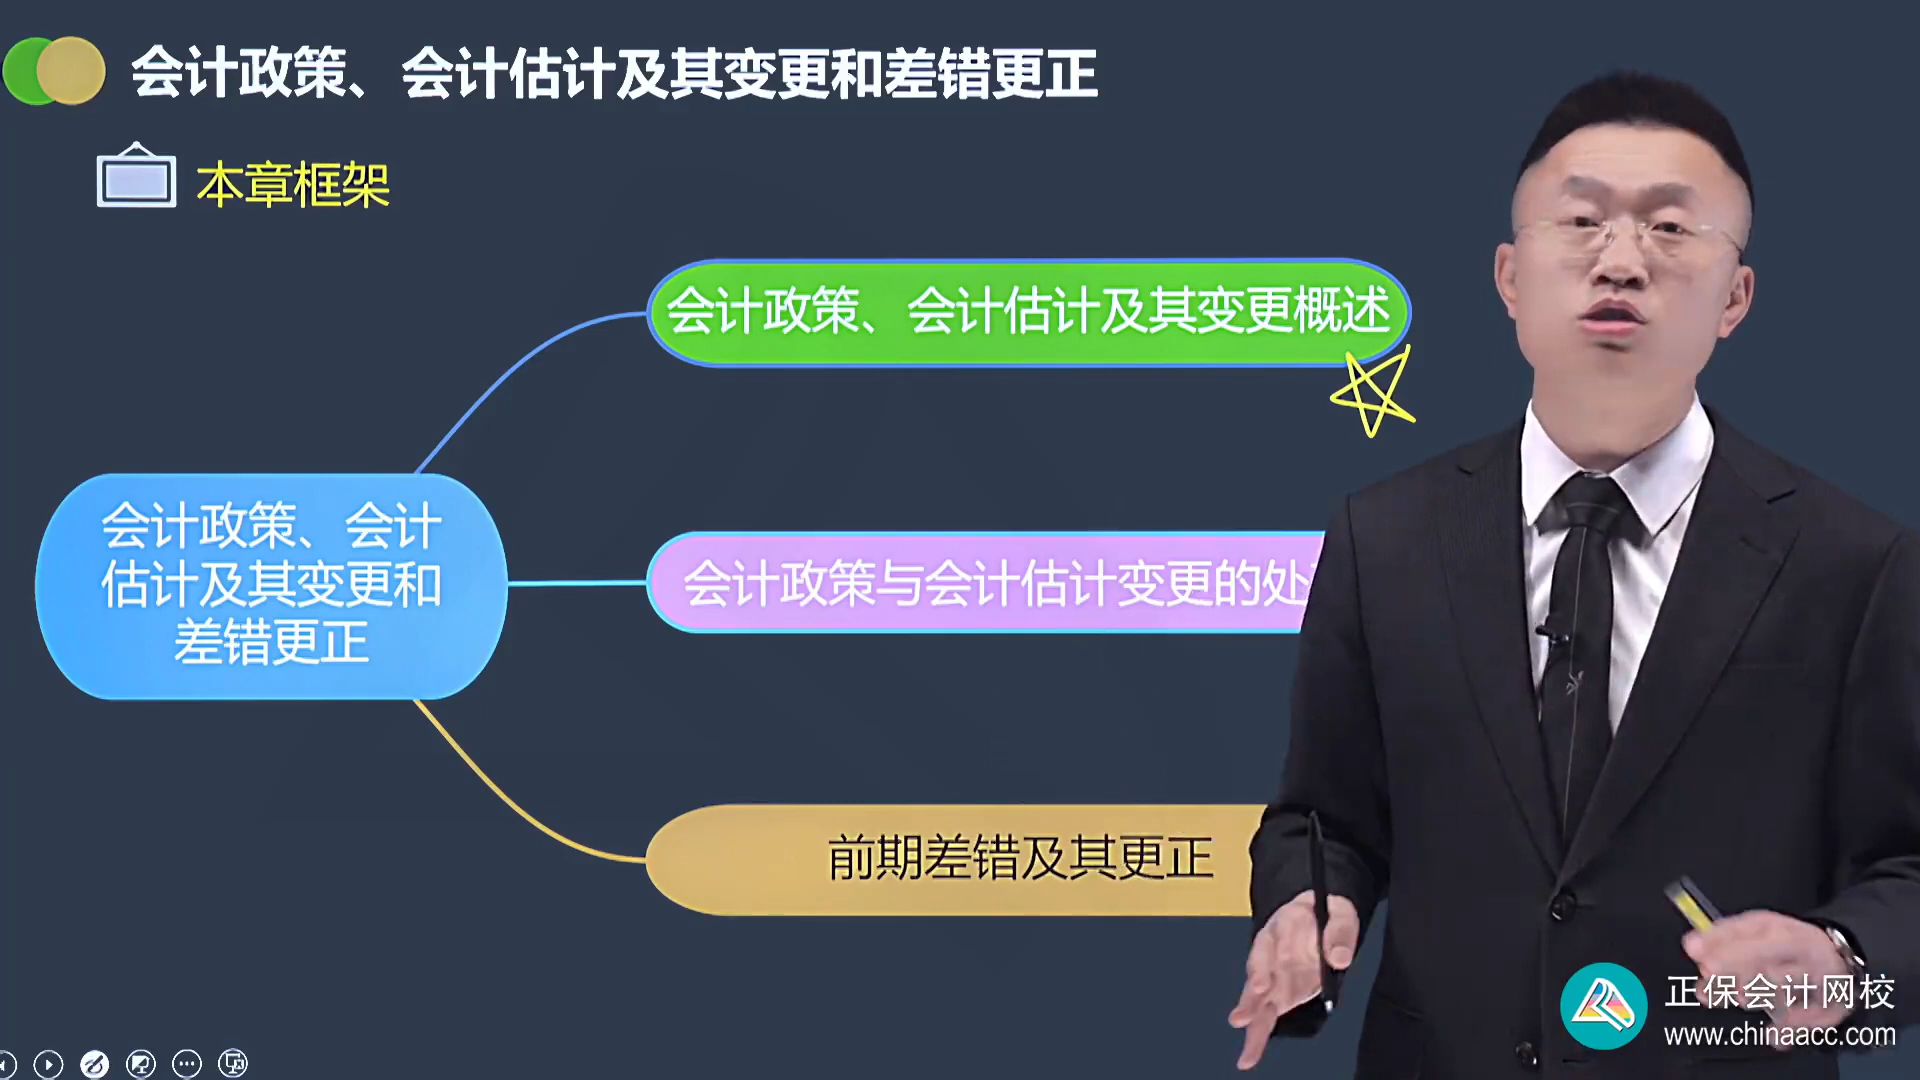 会计政策、会计估计及其变更和差错更正
本章框架
会计政策、会计估计及其变更概述
会计政策、会计
估计及其变更和
差错更正
会计政策与会计估计变更的处
前期差错及其更正
正保会计网校
www.chinaacc.com